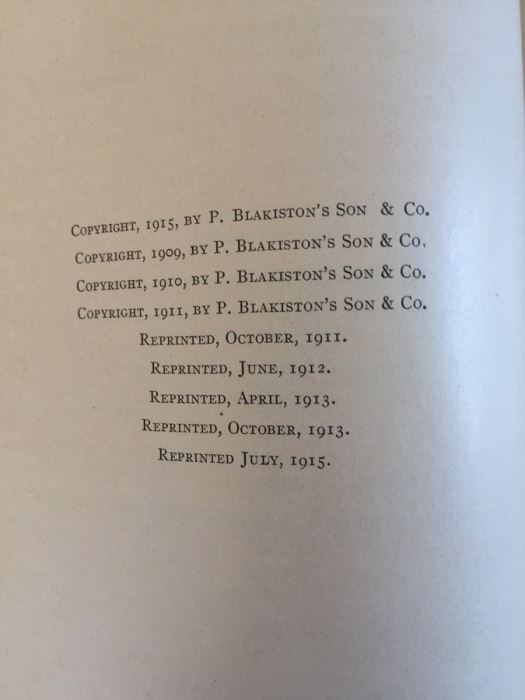 Copyright, 1915, by P. Blakiston's Son & Co.
Copyright, 1909, by P. Blakiston's Son & Co.
Copyright, 1910, by P. Blakiston's Son & Co.
Copyright, 1911, by P. Blakiston's Son & Co.
Reprinted, October, 1911.
Reprinted, June, 1912.
Reprinted, April, 1913.
Reprinted, October, 1913.
Reprinted July, 1915.